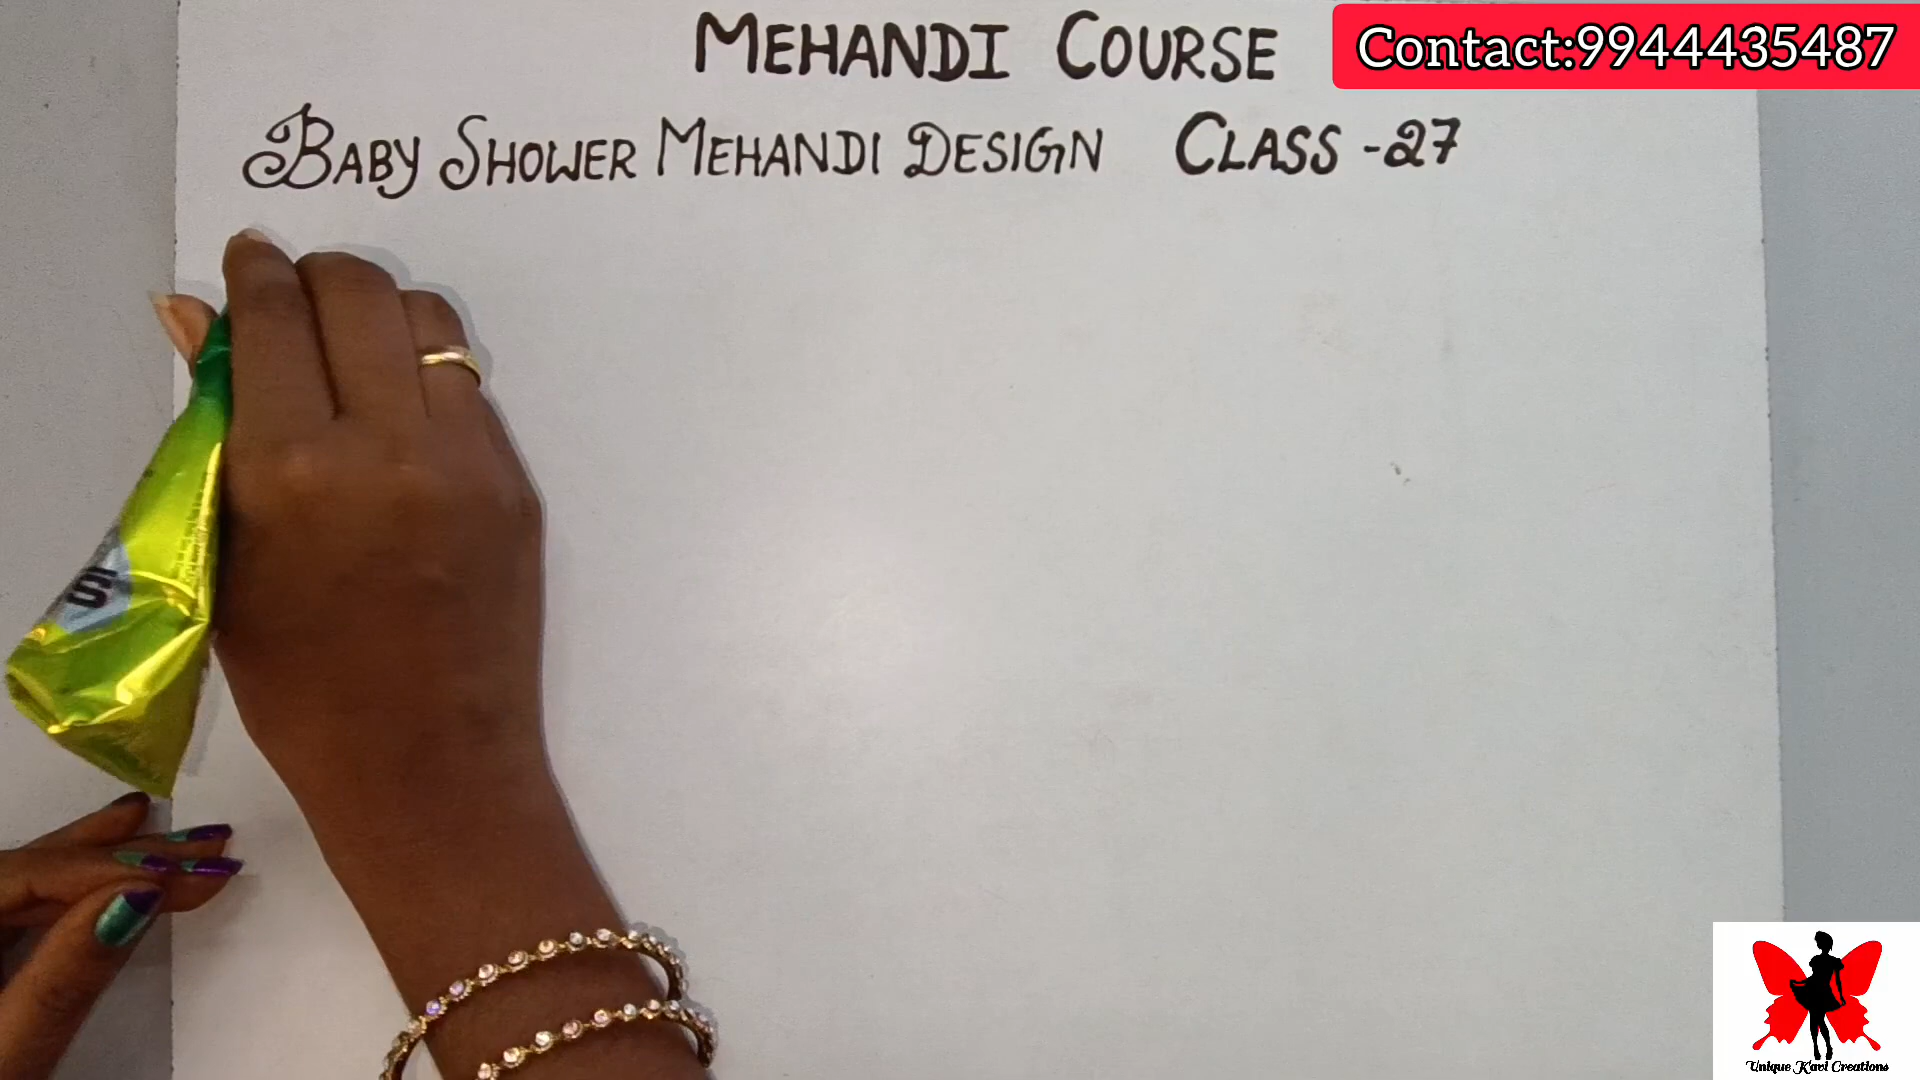 MEHANDI COURSE
Contact:9944435487
BABY SHOWER MEHANDI DESIGN CLASS -27
S
Unique Kavi Creations